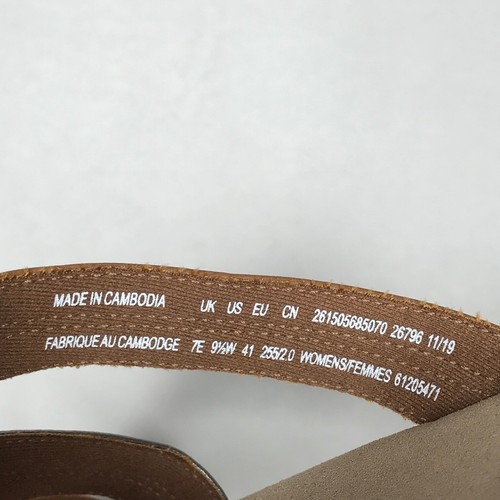 MADE IN CAMBODIA UK US EU CN 261505685070 26796 11/19
FABRIQUE AU CAMBODGE 7E 9½W 41 255/2.0 WOMENS/FEMMES 61205471